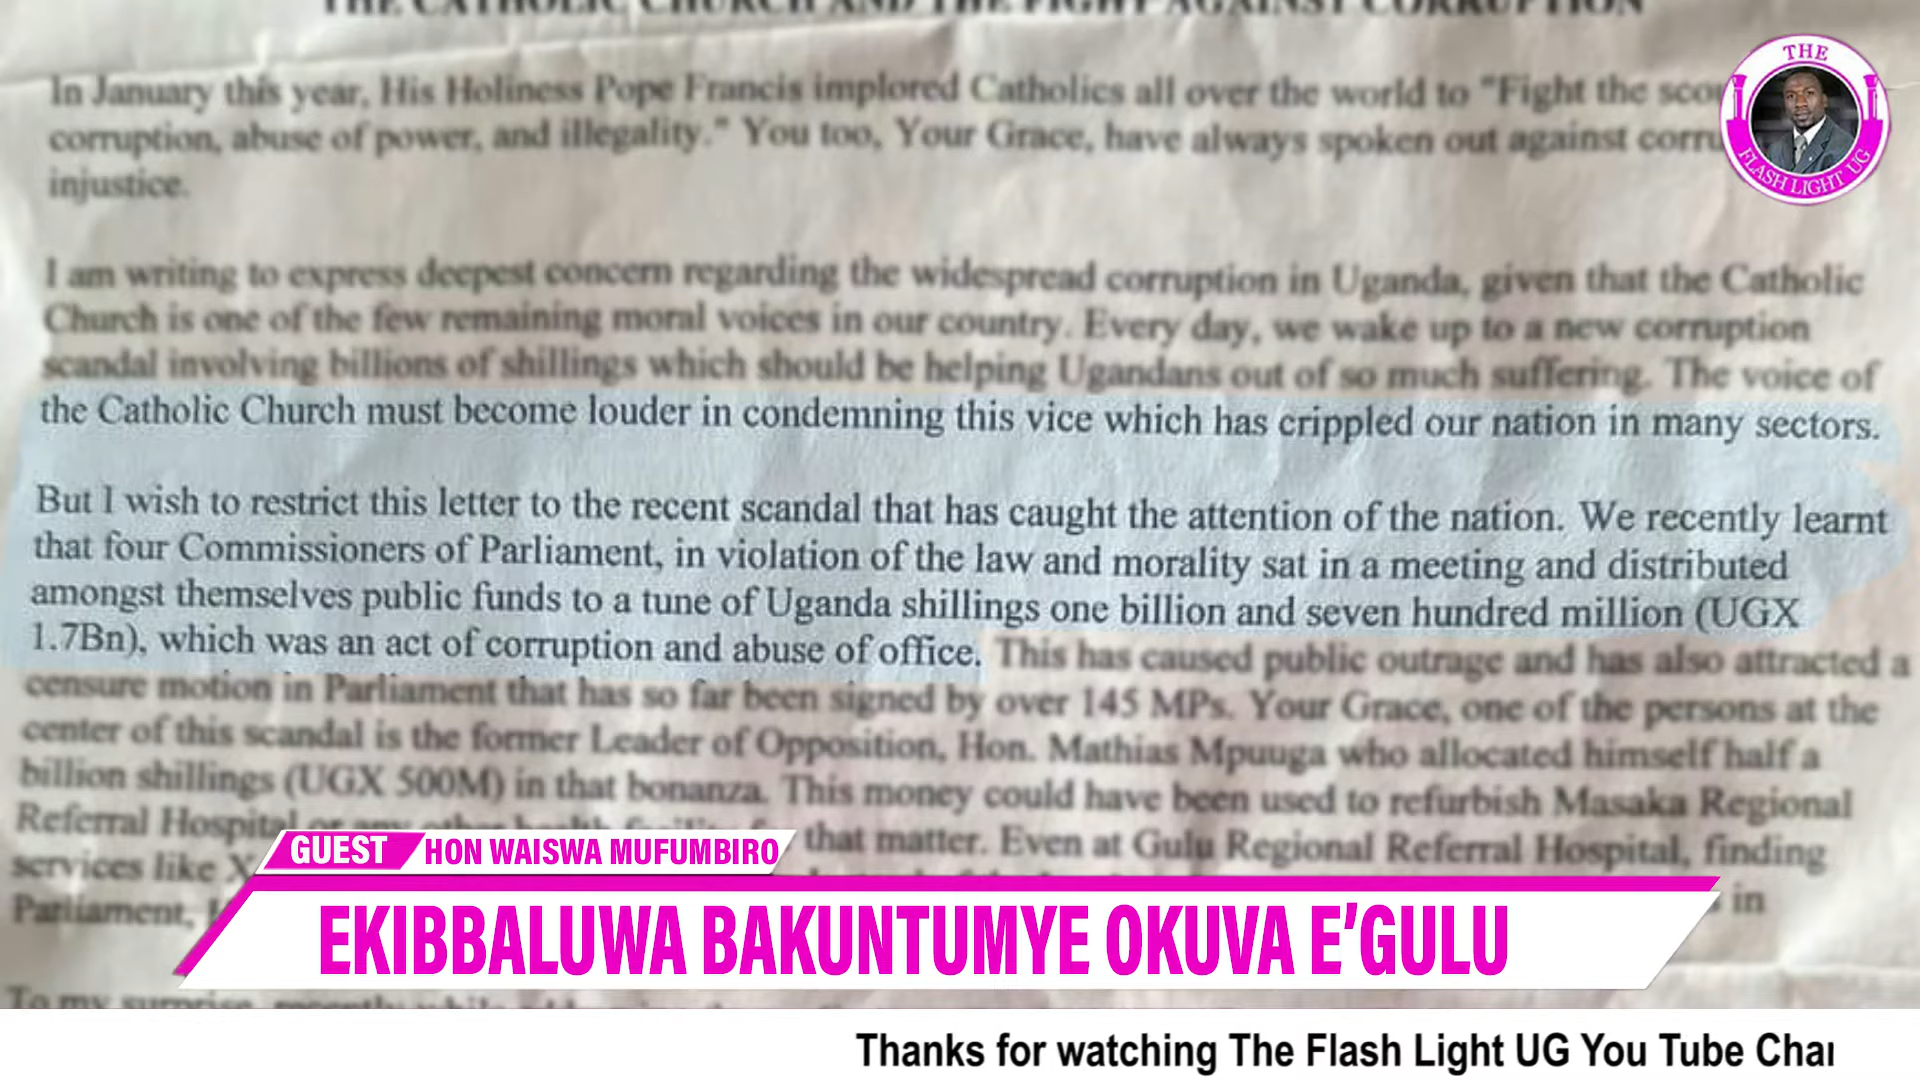 THE CATHOLIC CHURCH AND THE FIGHT AGAINST CORRUPTION
In January this year, His Holiness Pope Francis implored Catholics all over the world to "Fight the
corruption, abuse of power, and illegality." You too, Your Grace, have always spoken out against
injustice.
I am writing to express deepest concern regarding the widespread corruption in Uganda, given that the Catholic
Church is one of the few remaining moral voices in our country. Every day, we wake up to a new corruption
scandal involving billions of shillings which should be helping Ugandans out of so much suffering. The voice of
the Catholic Church must become louder in condemning this vice which has crippled our nation in many sectors.
But I wish to restrict this letter to the recent scandal that has caught the attention of the nation. We recently learnt
that four Commissioners of Parliament, in violation of the law and morality sat in a meeting and distributed
amongst themselves public funds to a tune of Uganda shillings one billion and seven hundred million (UGX
1.7Bn), which was an act of corruption and abuse of office. This has caused public outrage and has also attracted a
censure motion in Parliament that has so far been signed by over 145 MPs. Your Grace, one of the persons at the
center of this scandal is the former Leader of Opposition, Hon. Mathias Mpuuga who allocated himself half a
billion shillings (UGX 500M) in that bonanza. This money could have been used to refurbish Masaka Regional
Referral Hospital that matter. Even at Gulu Regional Referral Hospital, finding
services like
Parliament, in
THE
FLASH LIGHT UG
GUEST HON WAISWA MUFUMBIRO
EKIBBALUWA BAKUNTUMYE OKUVA E'GULU
Thanks for watching The Flash Light UG You Tube